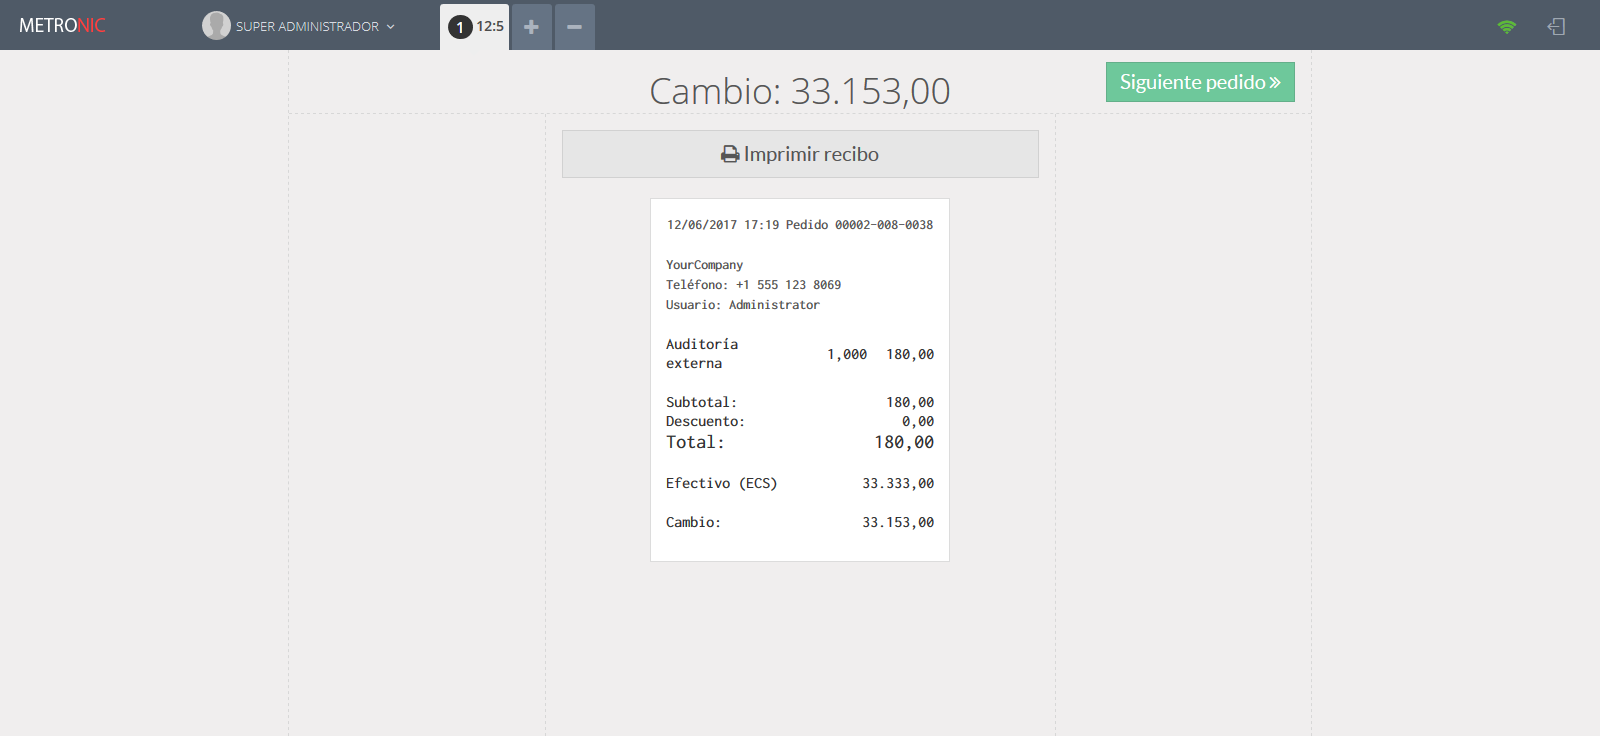 METRONIC
SUPER ADMINISTRADOR
1 12:5
Cambio: 33.153,00
Siguiente pedido
Imprimir recibo
12/06/2017 17:19 Pedido 00002-008-0038
YourCompany
Teléfono: +1 555 123 8069
Usuario: Administrator
Auditoría externa 1,000 180,00
Subtotal: 180,00
Descuento: 0,00
Total: 180,00
Efectivo (ECS) 33.333,00
Cambio: 33.153,00